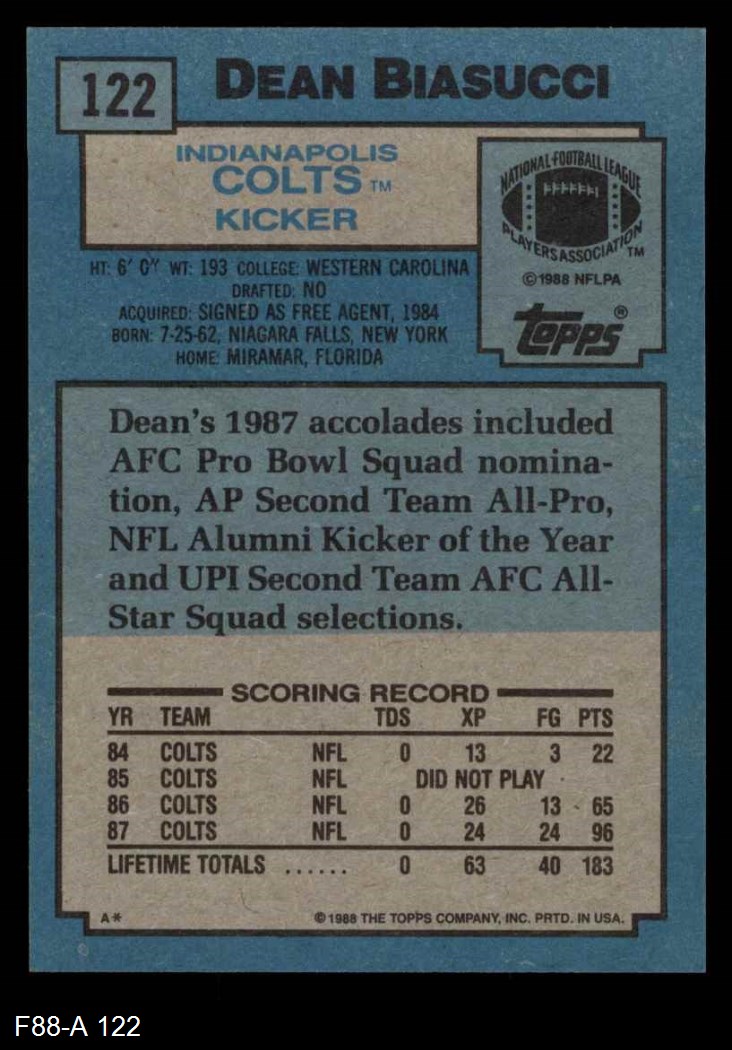 122
DEAN BIASUCCI
INDIANAPOLIS
COLTS TM
KICKER
NATIONAL FOOTBALL LEAGUE
PLAYERS ASSOCIATION TM
©1988 NFLPA
topps®
HT: 6' 0" WT: 193 COLLEGE: WESTERN CAROLINA
DRAFTED: NO
ACQUIRED: SIGNED AS FREE AGENT, 1984
BORN: 7-25-62, NIAGARA FALLS, NEW YORK
HOME: MIRAMAR, FLORIDA
Dean's 1987 accolades included
AFC Pro Bowl Squad nomina-
tion, AP Second Team All-Pro,
NFL Alumni Kicker of the Year
and UPI Second Team AFC All-
Star Squad selections.
SCORING RECORD
YR TEAM TDS XP FG PTS
84 COLTS NFL 0 13 3 22
85 COLTS NFL DID NOT PLAY
86 COLTS NFL 0 26 13 65
87 COLTS NFL 0 24 24 96
LIFETIME TOTALS ...... 0 63 40 183
A* ©1988 THE TOPPS COMPANY, INC. PRTD. IN USA.
F88-A 122